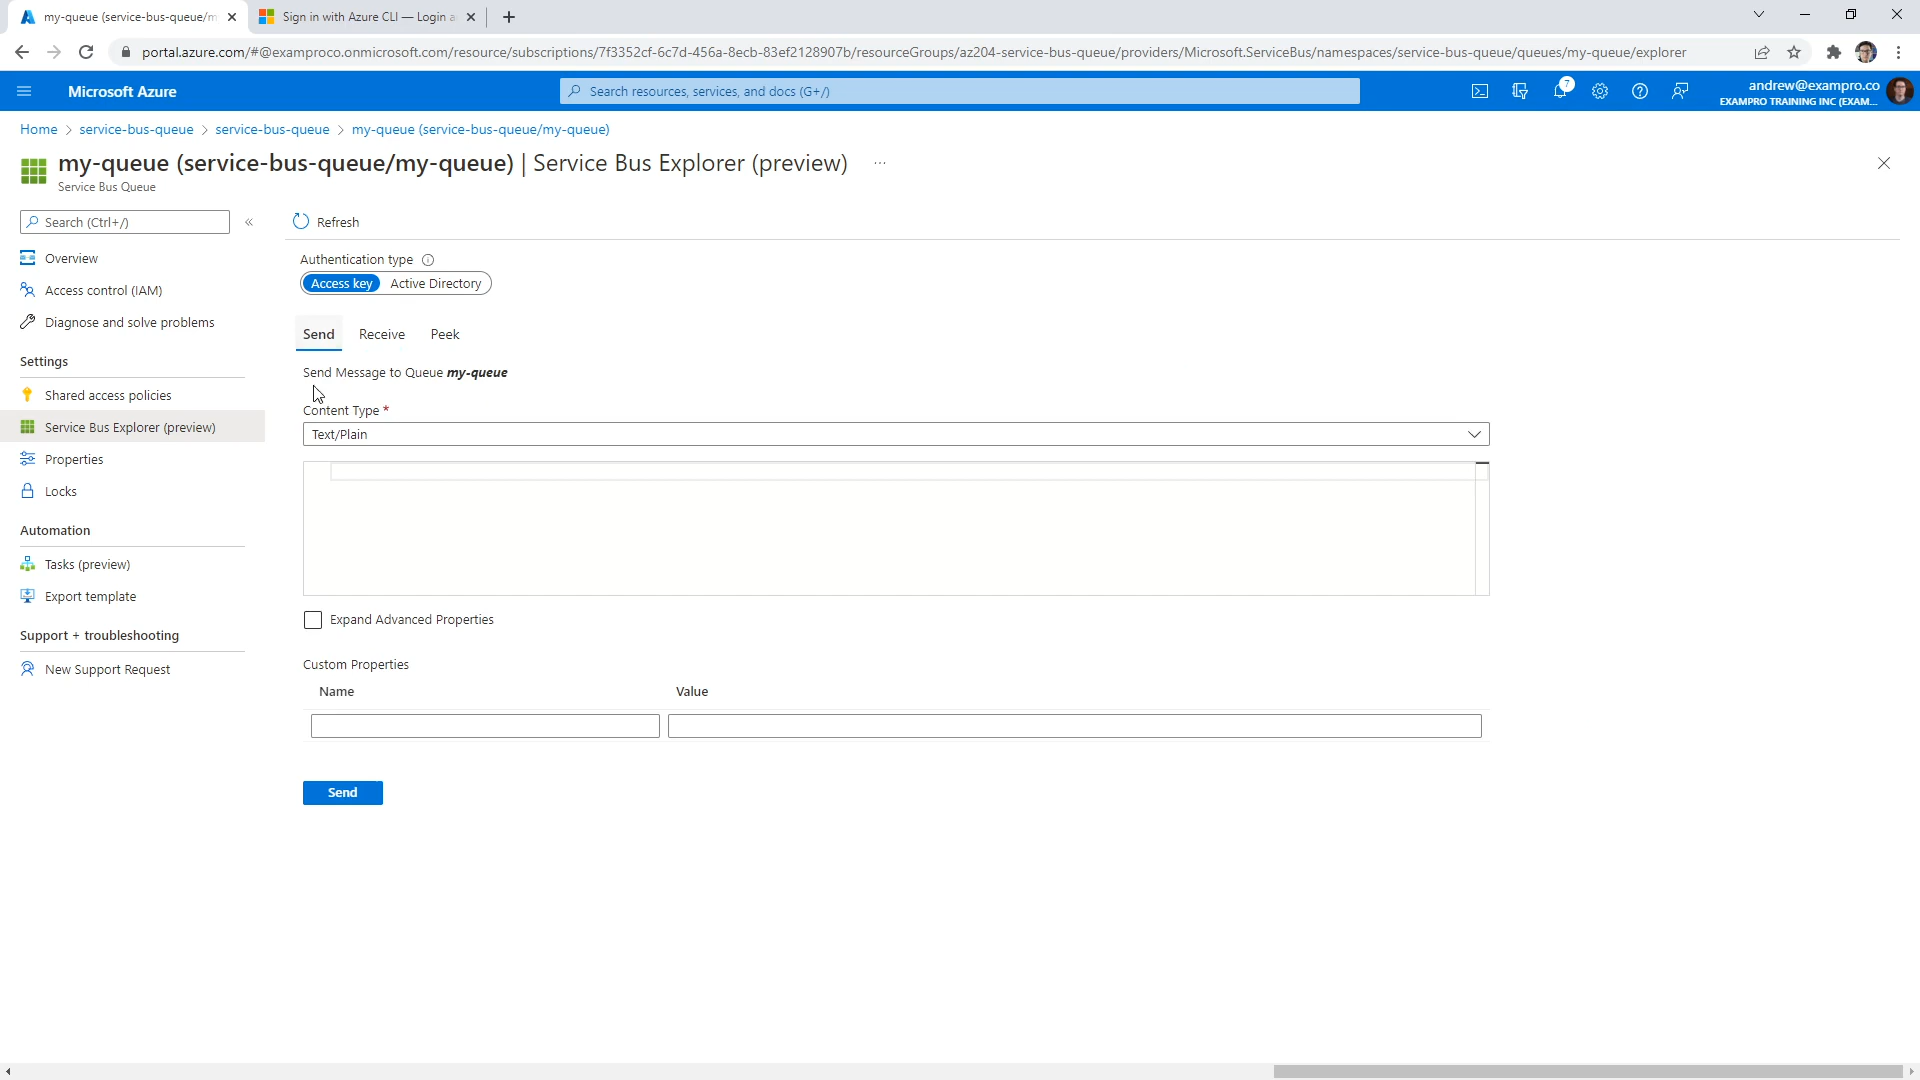 my-queue (service-bus-queue/m
Sign in with Azure CLI — Login a
portal.azure.com/#@examproco.onmicrosoft.com/resource/subscriptions/7f3352cf-6c7d-456a-8ecb-83ef2128907b/resourceGroups/az204-service-bus-queue/providers/Microsoft.ServiceBus/namespaces/service-bus-queue/queues/my-queue/explorer
Microsoft Azure
Search resources, services, and docs (G+/)
7
andrew@exampro.co
EXAMPRO TRAINING INC (EXAM...
Home > service-bus-queue > service-bus-queue > my-queue (service-bus-queue/my-queue)
my-queue (service-bus-queue/my-queue) | Service Bus Explorer (preview) ...
Service Bus Queue
Search (Ctrl+/)
«
Overview
Access control (IAM)
Diagnose and solve problems
Settings
Shared access policies
Service Bus Explorer (preview)
Properties
Locks
Automation
Tasks (preview)
Export template
Support + troubleshooting
New Support Request
Refresh
Authentication type
Access key Active Directory
Send Receive Peek
Send Message to Queue my-queue
Content Type *
Text/Plain
Expand Advanced Properties
Custom Properties
Name Value
Send